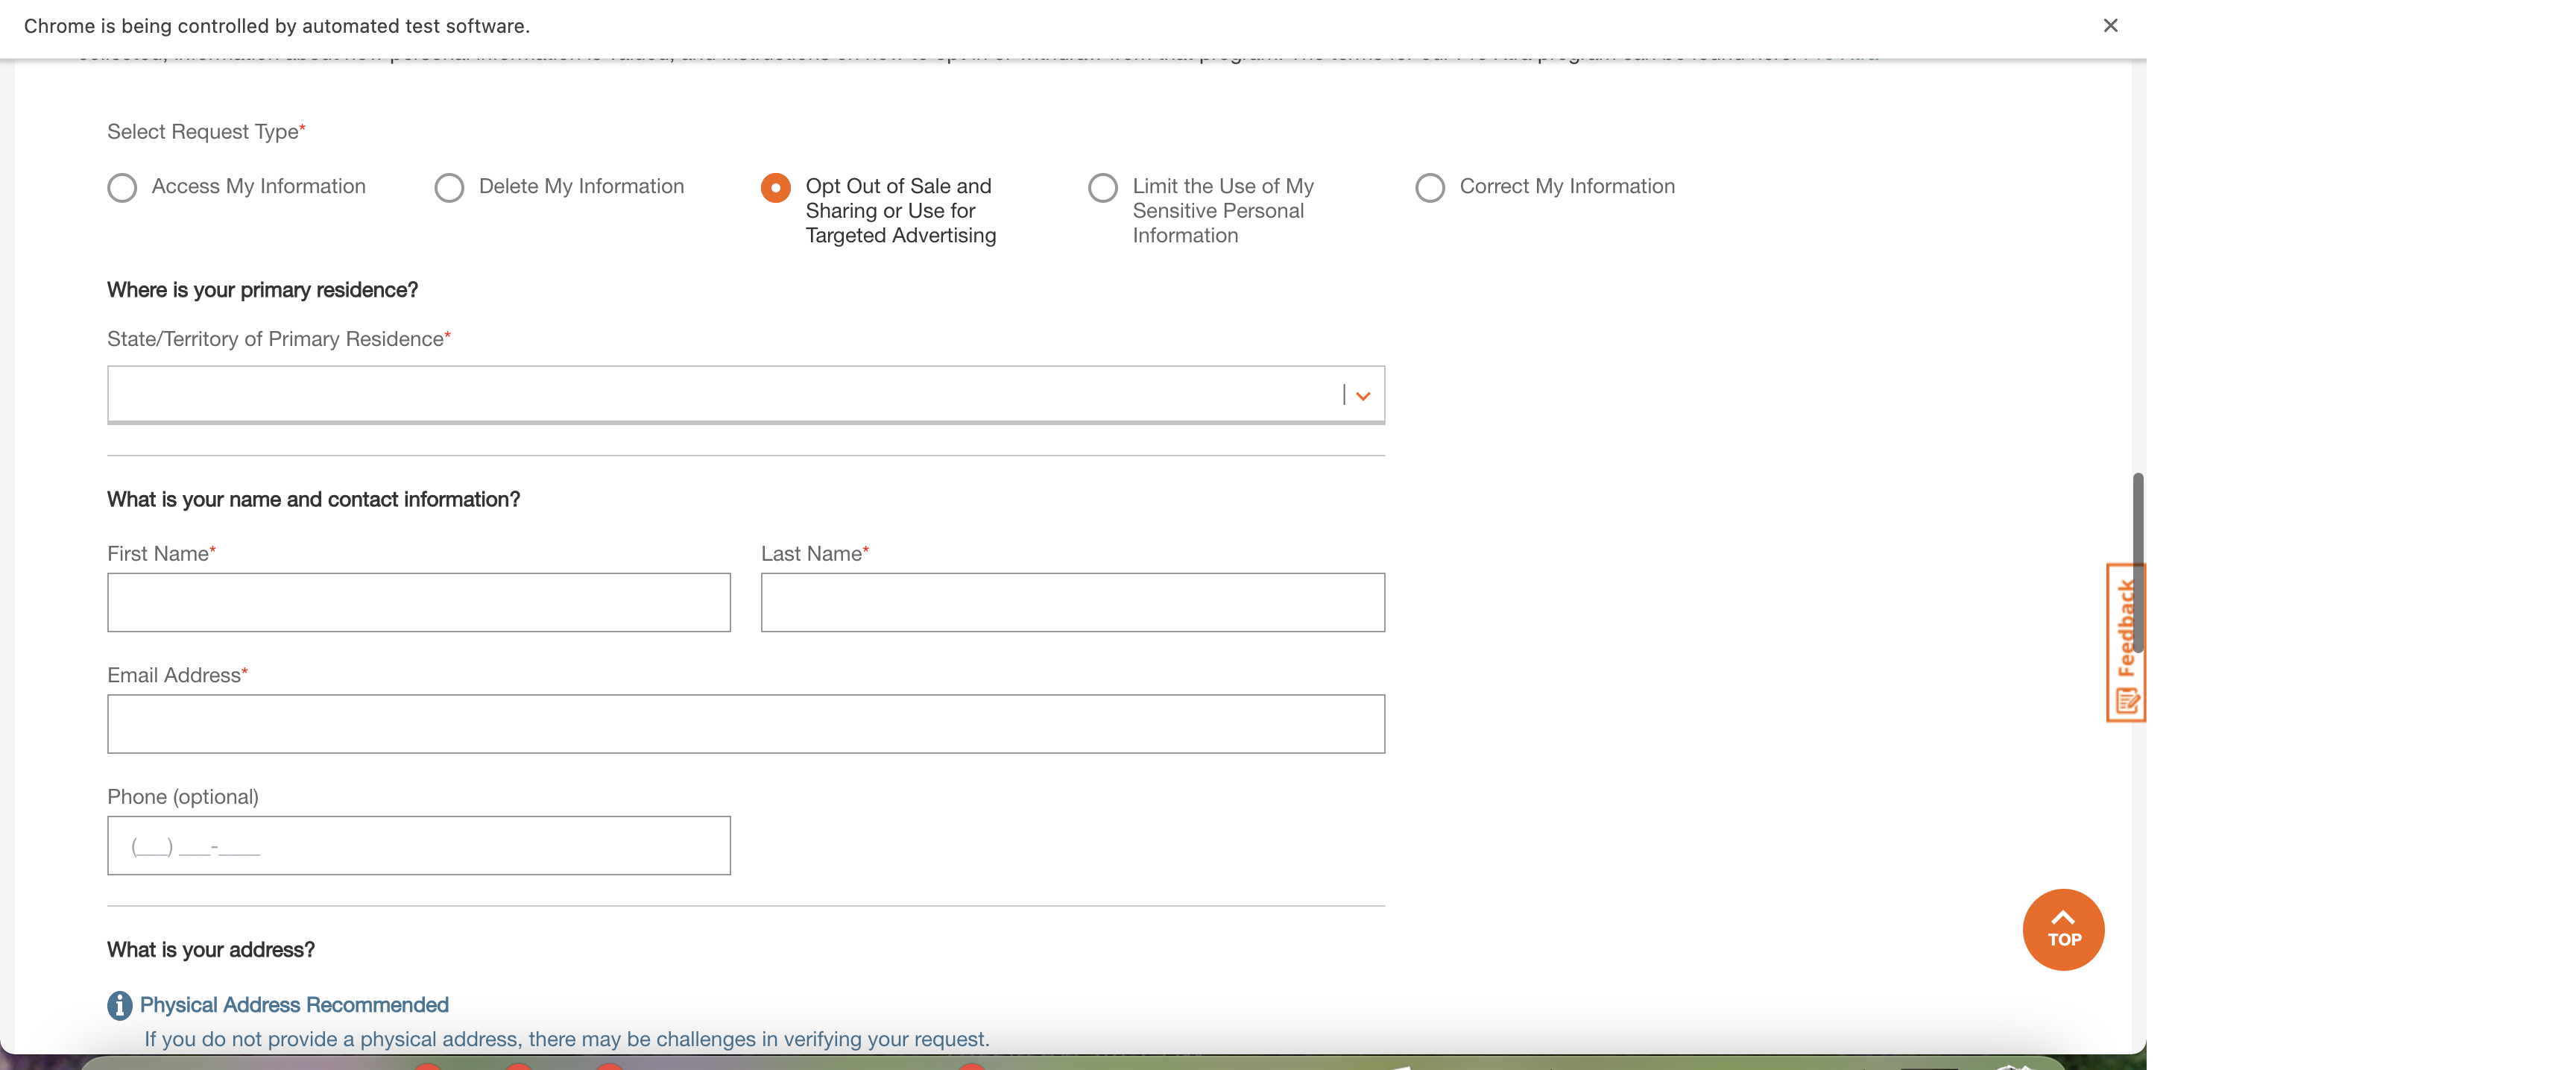 Chrome is being controlled by automated test software.
Select Request Type*
Access My Information
Delete My Information
Opt Out of Sale and
Sharing or Use for
Targeted Advertising
Limit the Use of My
Sensitive Personal
Information
Correct My Information
Where is your primary residence?
State/Territory of Primary Residence*
What is your name and contact information?
First Name*
Last Name*
Email Address*
Phone (optional)
(___) ___-____
Feedback
TOP
What is your address?
Physical Address Recommended
If you do not provide a physical address, there may be challenges in verifying your request.